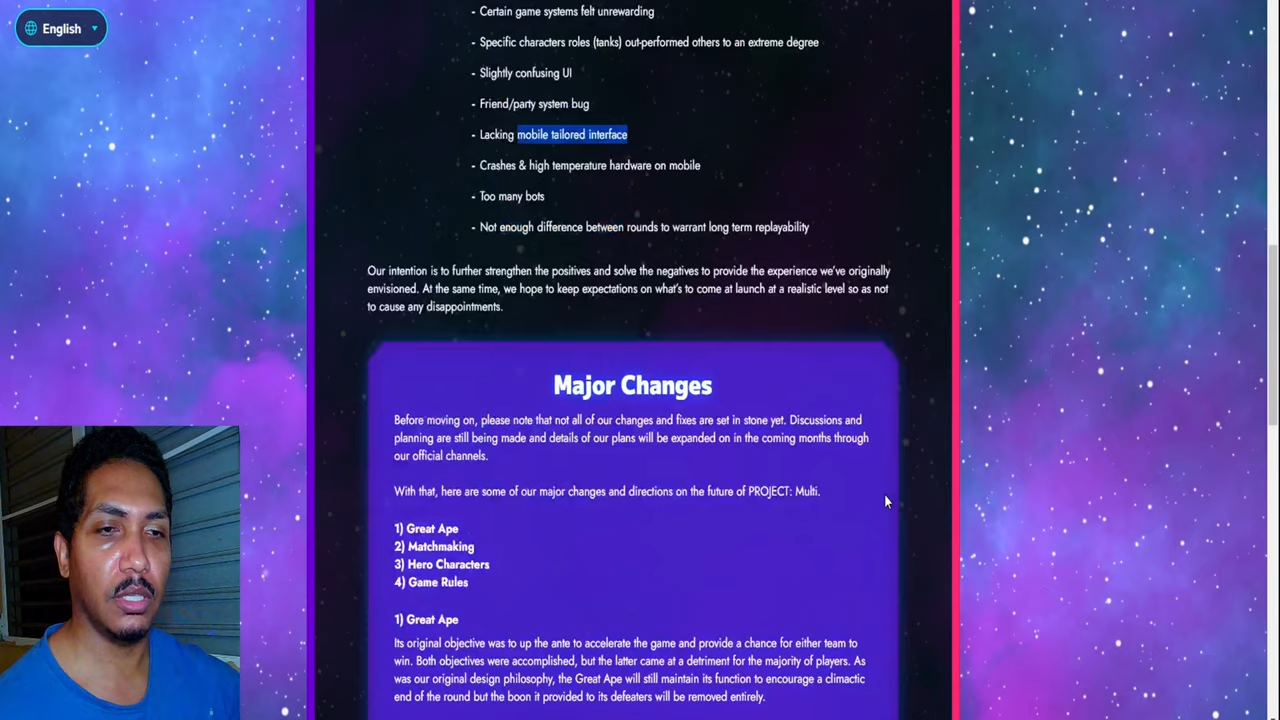 English
- Certain game systems felt unrewarding
- Specific characters roles (tanks) out-performed others to an extreme degree
- Slightly confusing UI
- Friend/party system bug
- Lacking mobile tailored interface
- Crashes & high temperature hardware on mobile
- Too many bots
- Not enough difference between rounds to warrant long term replayability
Our intention is to further strengthen the positives and solve the negatives to provide the experience we've originally
envisioned. At the same time, we hope to keep expectations on what's to come at launch at a realistic level so as not
to cause any disappointments.
Major Changes
Before moving on, please note that not all of our changes and fixes are set in stone yet. Discussions and
planning are still being made and details of our plans will be expanded on in the coming months through
our official channels.
With that, here are some of our major changes and directions on the future of PROJECT: Multi.
1) Great Ape
2) Matchmaking
3) Hero Characters
4) Game Rules
1) Great Ape
Its original objective was to up the ante to accelerate the game and provide a chance for either team to
win. Both objectives were accomplished, but the latter came at a detriment for the majority of players. As
was our original design philosophy, the Great Ape will still maintain its function to encourage a climactic
end of the round but the boon it provided to its defeaters will be removed entirely.